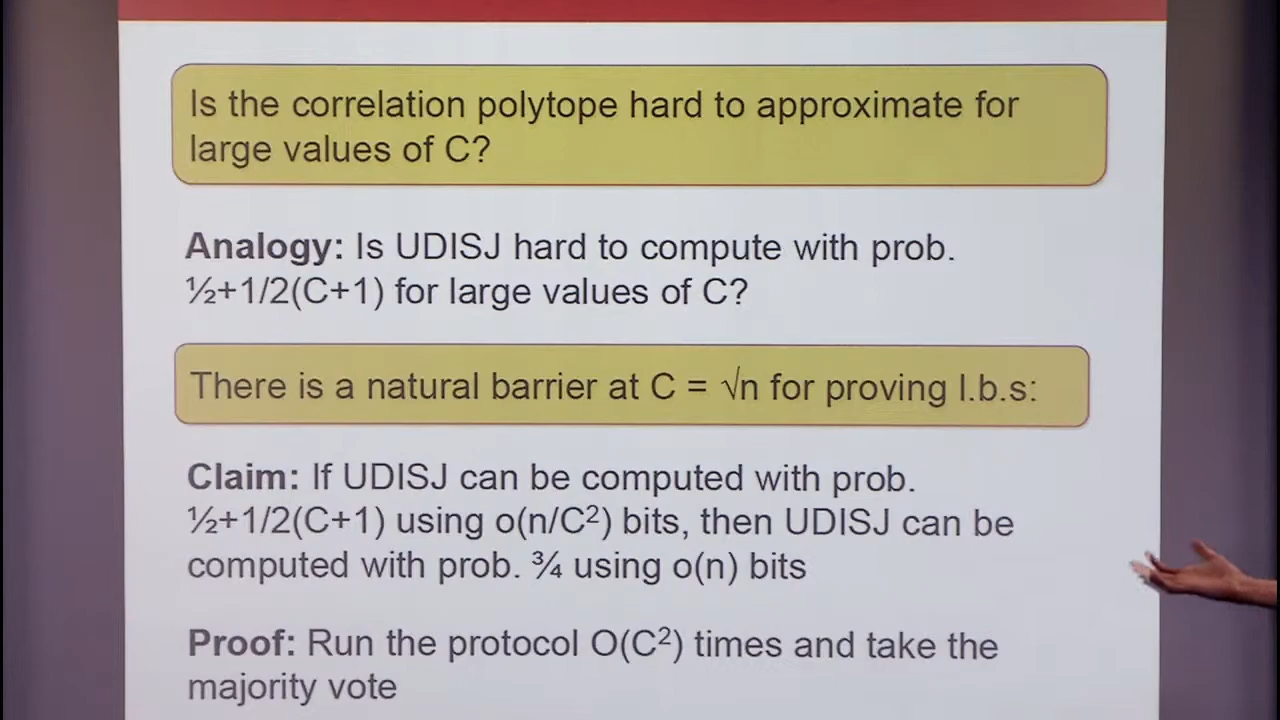 Is the correlation polytope hard to approximate for
large values of C?
Analogy: Is UDISJ hard to compute with prob.
½+1/2(C+1) for large values of C?
There is a natural barrier at C = √n for proving l.b.s:
Claim: If UDISJ can be computed with prob.
½+1/2(C+1) using o(n/C²) bits, then UDISJ can be
computed with prob. ¾ using o(n) bits
Proof: Run the protocol O(C²) times and take the
majority vote